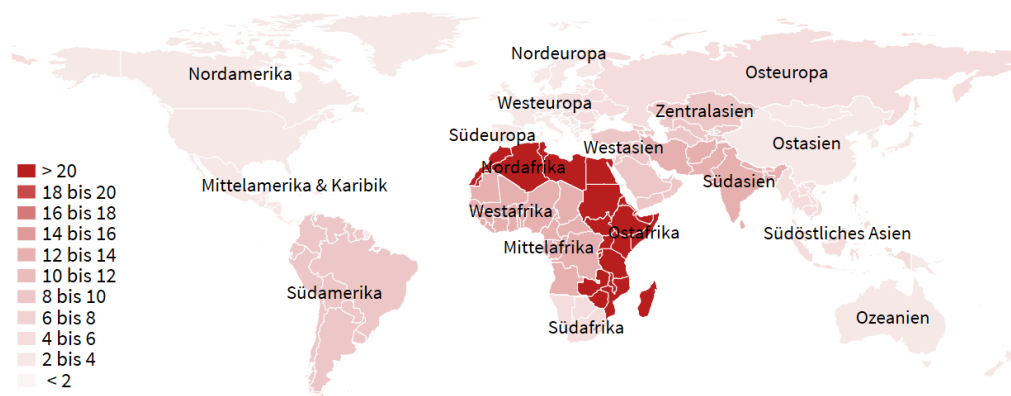 Nordeuropa
Nordamerika
Osteuropa
Westeuropa
Zentralasien
Südeuropa
Westasien
Ostasien
Nordafrika
Mittelamerika & Karibik
Südasien
Westafrika
Ostafrika
Südöstliches Asien
Mittelafrika
Südamerika
Südafrika
Ozeanien
> 20
18 bis 20
16 bis 18
14 bis 16
12 bis 14
10 bis 12
8 bis 10
6 bis 8
4 bis 6
2 bis 4
< 2